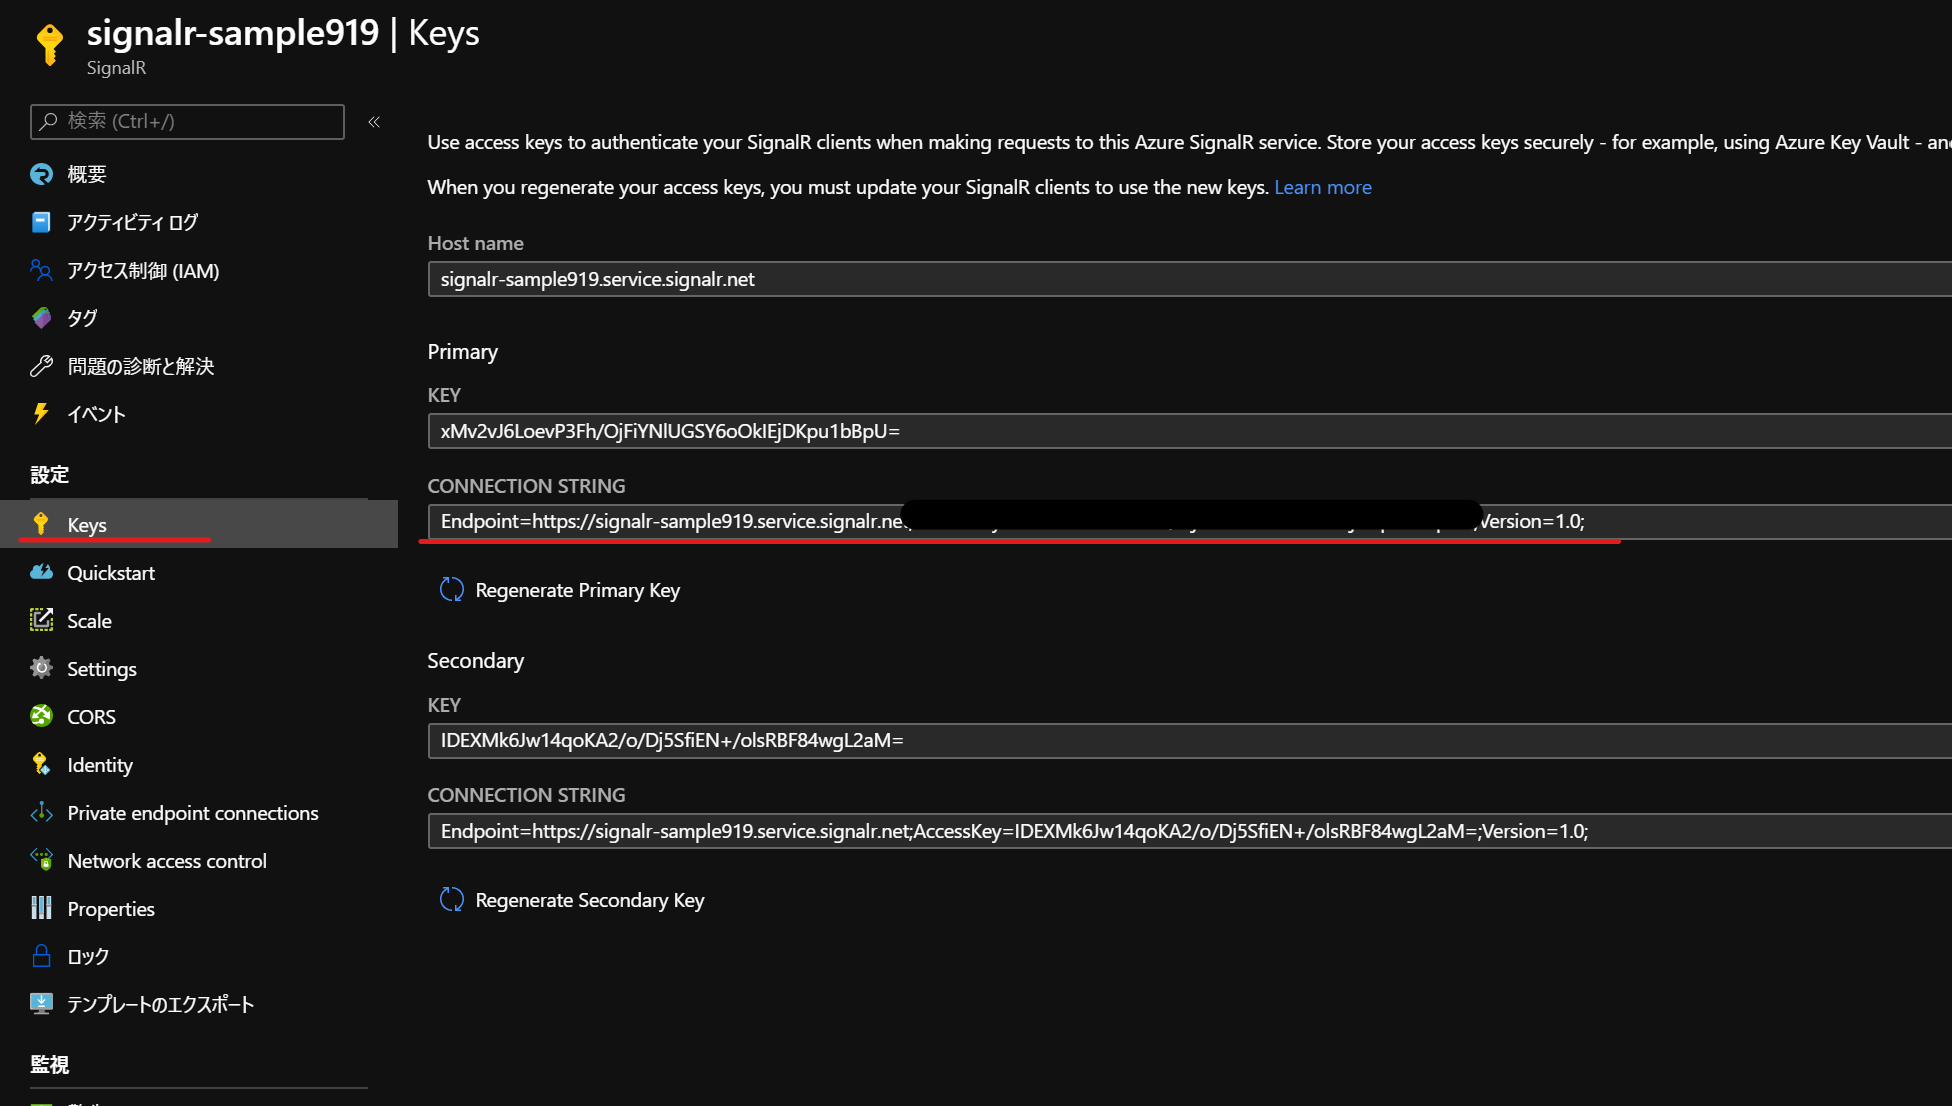 signalr-sample919 | Keys
SignalR
検索 (Ctrl+/)
«
概要
アクティビティ ログ
アクセス制御 (IAM)
タグ
問題の診断と解決
イベント
設定
Keys
Quickstart
Scale
Settings
CORS
Identity
Private endpoint connections
Network access control
Properties
ロック
テンプレートのエクスポート
監視
Use access keys to authenticate your SignalR clients when making requests to this Azure SignalR service. Store your access keys securely - for example, using Azure Key Vault - and
When you regenerate your access keys, you must update your SignalR clients to use the new keys. Learn more
Host name
signalr-sample919.service.signalr.net
Primary
KEY
xMv2vJ6LoevP3Fh/OjFiYNlUGSY6oOkIEjDKpu1bBpU=
CONNECTION STRING
Endpoint=https://signalr-sample919.service.signalr.net ;Version=1.0;
Regenerate Primary Key
Secondary
KEY
IDEXMk6Jw14qoKA2/o/Dj5SfiEN+/olsRBF84wgL2aM=
CONNECTION STRING
Endpoint=https://signalr-sample919.service.signalr.net;AccessKey=IDEXMk6Jw14qoKA2/o/Dj5SfiEN+/olsRBF84wgL2aM=;Version=1.0;
Regenerate Secondary Key